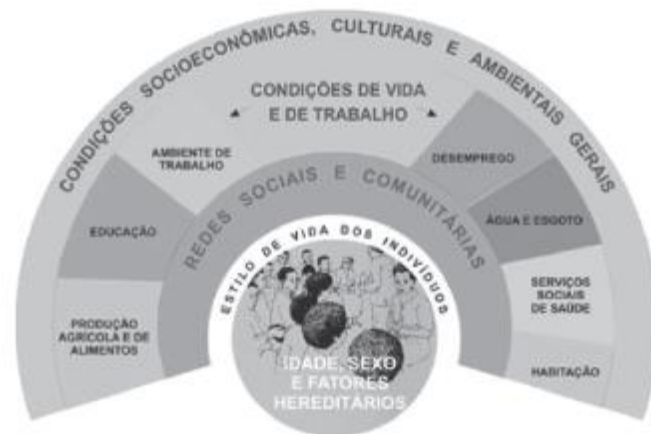 CONDIÇÕES SOCIOECONÔMICAS, CULTURAIS E AMBIENTAIS GERAIS
CONDIÇÕES DE VIDA
E DE TRABALHO
AMBIENTE DE
TRABALHO
DESEMPREGO
REDES SOCIAIS E COMUNITÁRIAS
EDUCAÇÃO
ÁGUA E ESGOTO
ESTILO DE VIDA DOS INDIVÍDUOS
PRODUÇÃO
AGRÍCOLA E DE
ALIMENTOS
SERVIÇOS
SOCIAIS
DE SAÚDE
HABITAÇÃO
IDADE, SEXO
E FATORES
HEREDITÁRIOS